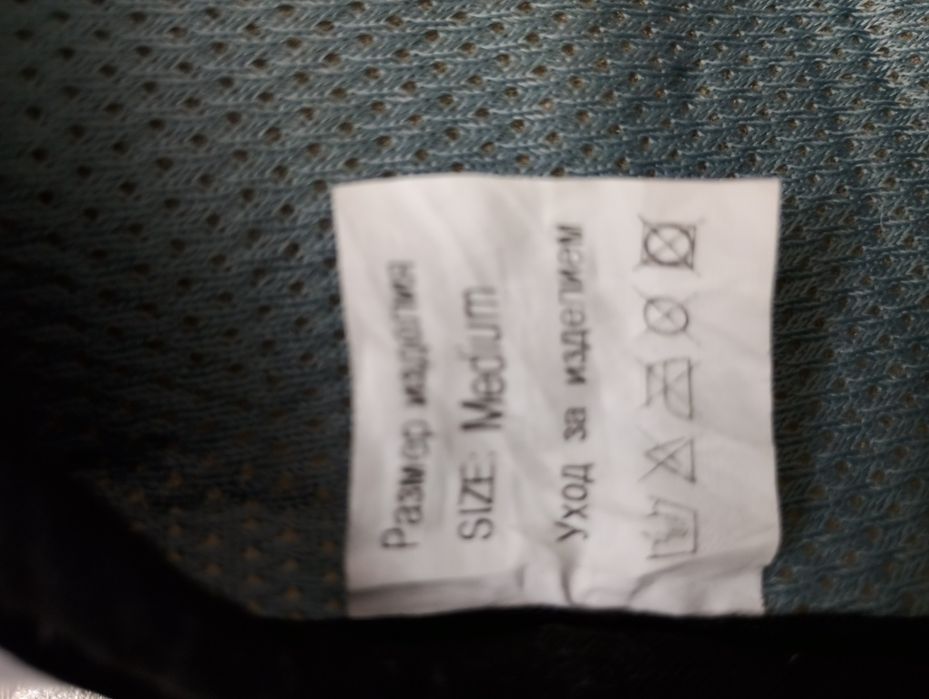 Размер изделия
SIZE: Medium
Уход за изделием